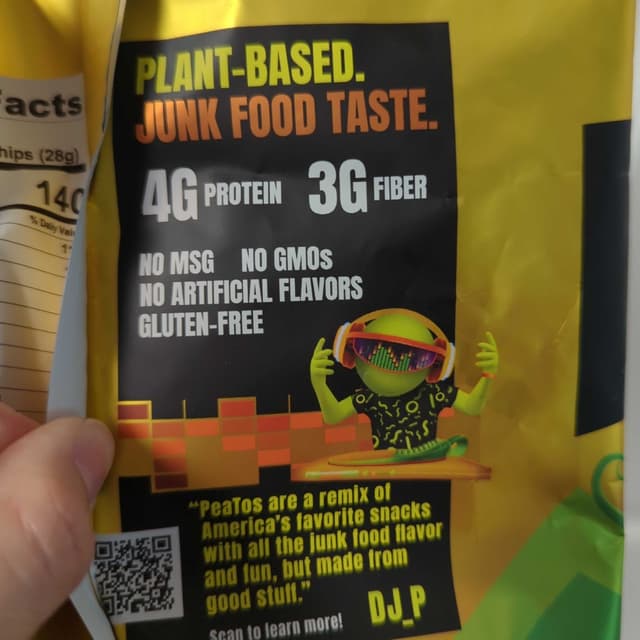 acts
hips (28g)
140
% Daily Val
PLANT-BASED.
JUNK FOOD TASTE.
4G PROTEIN 3G FIBER
NO MSG NO GMOs
NO ARTIFICIAL FLAVORS
GLUTEN-FREE
"PeaTos are a remix of
America's favorite snacks
with all the junk food flavor
and fun, but made from
good stuff."
DJ_P
Scan to learn more!